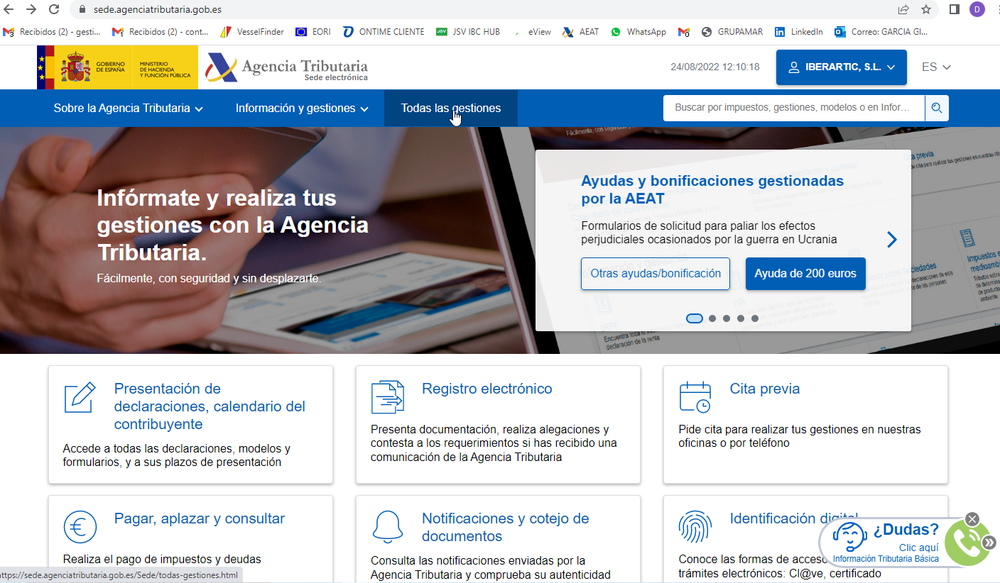 sede.agenciatributaria.gob.es
D
Recibidos (2) - gesti...
Recibidos (2) - cont...
VesselFinder
EORI
ONTIME CLIENTE
JSV IBC HUB
eView
AEAT
WhatsApp
GRUPAMAR
LinkedIn
Correo: GARCIA GI...
GOBIERNO
DE ESPAÑA
MINISTERIO
DE HACIENDA
Y FUNCIÓN PÚBLICA
Agencia Tributaria
Sede electrónica
24/08/2022 12:10:18
IBERARTIC, S.L.
ES
Sobre la Agencia Tributaria
Información y gestiones
Todas las gestiones
Buscar por impuestos, gestiones, modelos o en Infor...
Infórmate y realiza tus
gestiones con la Agencia
Tributaria.
Fácilmente, con seguridad y sin desplazarte.
Ayudas y bonificaciones gestionadas
por la AEAT
Formularios de solicitud para paliar los efectos
perjudiciales ocasionados por la guerra en Ucrania
Otras ayudas/bonificación
Ayuda de 200 euros
Presentación de
declaraciones, calendario del
contribuyente
Accede a todas las declaraciones, modelos y
formularios, y a sus plazos de presentación
Registro electrónico
Presenta documentación, realiza alegaciones y
contesta a los requerimientos si has recibido una
comunicación de la Agencia Tributaria
Cita previa
Pide cita para realizar tus gestiones en nuestras
oficinas o por teléfono
Pagar, aplazar y consultar
Realiza el pago de impuestos y deudas
Notificaciones y cotejo de
documentos
Consulta las notificaciones enviadas por la
Agencia Tributaria y comprueba su autenticidad
Identificación digital
Conoce las formas de acceso
trámites electrónicos: Cl@ve, certificado
¿Dudas?
Clic aquí
Información Tributaria Básica
ttps://sede.agenciatributaria.gob.es/Sede/todas-gestiones.html